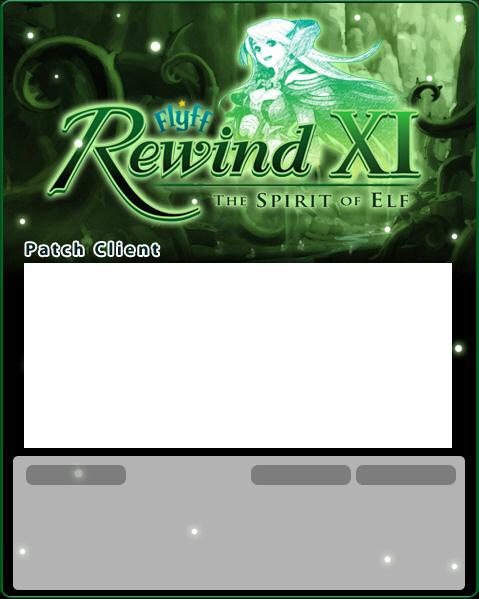 Flyff
Rewind XI
THE SPIRIT OF ELF
Patch Client